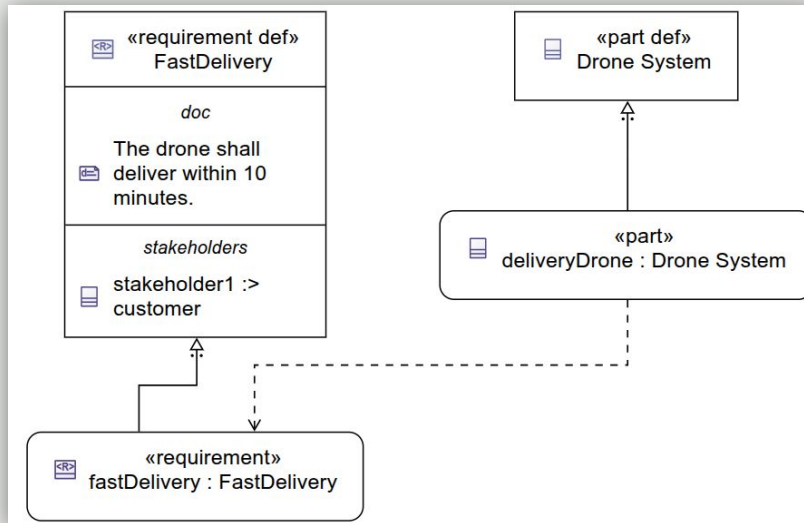 «requirement def»
FastDelivery
doc
The drone shall
deliver within 10
minutes.
stakeholders
stakeholder1 :>
customer
«part def»
Drone System
«part»
deliveryDrone : Drone System
«requirement»
fastDelivery : FastDelivery